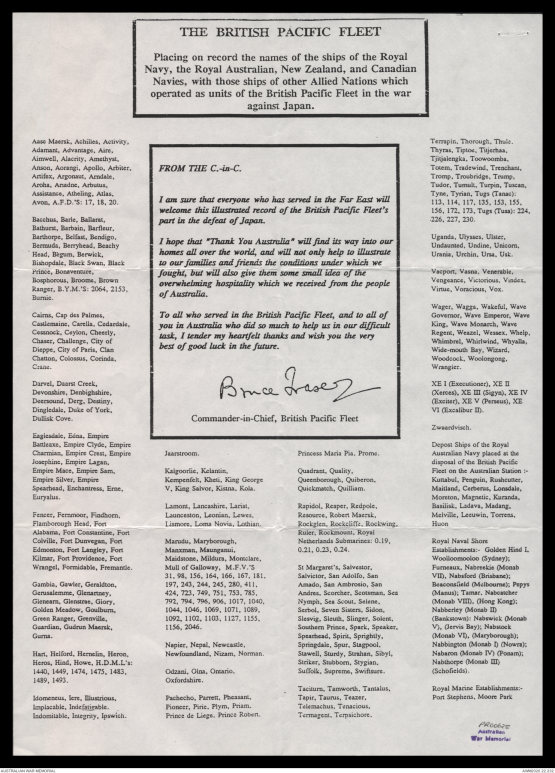 THE BRITISH PACIFIC FLEET
Placing on record the names of the ships of the Royal
Navy, the Royal Australian, New Zealand, and Canadian
Navies, with those ships of other Allied Nations which
operated as units of the British Pacific Fleet in the war
against Japan.
Aase Maersk, Achilles, Activity,
Adamant, Advantage, Aire,
Aimwell, Alacrity, Amethyst,
Anson, Aorangi, Apollo, Arbiter,
Artifex, Argonaut, Arndale,
Aroha, Ariadne, Arbutus,
Assistance, Atheling, Atlas,
Avon, A.F.D.'S: 17, 18, 20.
Bacchus, Barle, Ballarat,
Bathurst, Barbain, Barfleur,
Barthorpe, Belfast, Bendigo,
Bermuda, Berryhead, Beachy
Head, Begum, Berwick,
Bishopdale, Black Swan, Black
Prince, Bonaventure,
Bosphorous, Broome, Brown
Ranger, B.Y.M.'S: 2064, 2153,
Burnie.
Cairns, Cap des Palmes,
Castlemaine, Carella, Cedardale,
Cessnock, Ceylon, Cheerly,
Chaser, Challenge, City of
Dieppe, City of Paris, Clan
Chatton, Colossus, Corinda,
Crane.
Darvel, Dearst Creek,
Devonshire, Denbighshire,
Deersound, Derg, Destiny,
Dingledale, Duke of York,
Dullisk Cove.
Eaglesdale, Edna, Empire
Battleaxe, Empire Clyde, Empire
Charmian, Empire Crest, Empire
Josephine, Empire Lagan,
Empire Mace, Empire Sam,
Empire Silver, Empire
Spearhead, Enchantress, Erne,
Euryalus.
Fencer, Fernmoor, Findhorn,
Flamborough Head, Fort
Alabama, Fort Constantine, Fort
Colville, Fort Dunvegan, Fort
Edmonton, Fort Langley, Fort
Kilmar, Fort Providence, Fort
Wrangel, Formidable, Fremantle.
Gambia, Gawler, Geraldton,
Gerusalemme, Glenartney,
Glenearn, Glenstrae, Glory,
Golden Meadow, Goulburn,
Green Ranger, Grenville,
Guardian, Gudrun Maersk,
Gurna.
Hart, Helford, Hermelin, Heron,
Heros, Hind, Howe, H.D.M.L's:
1440, 1449, 1474, 1475, 1483,
1489, 1493.
Idomeneus, Iere, Illustrious,
Implacable, Indefatigable,
Indomitable, Integrity, Ipswich.
FROM THE C.-in-C.
I am sure that everyone who has served in the Far East will
welcome this illustrated record of the British Pacific Fleet's
part in the defeat of Japan.
I hope that "Thank You Australia" will find its way into our
homes all over the world, and will not only help to illustrate
to our families and friends the conditions under which we
fought, but will also give them some small idea of the
overwhelming hospitality which we received from the people
of Australia.
To all who served in the British Pacific Fleet, and to all of
you in Australia who did so much to help us in our difficult
task, I tender my heartfelt thanks and wish you the very
best of good luck in the future.
Bruce Fraser
Commander-in-Chief, British Pacific Fleet
Jaarstroom.
Kalgoorlie, Kelantin,
Kempenfelt, Kheti, King George
V, King Salvor, Kistna, Kola.
Lamont, Lancashire, Lariat,
Launceston, Leonian, Lewes,
Lismore, Loma Novia, Lothian.
Marudu, Maryborough,
Manxman, Maunganui,
Maidstone, Mildura, Montclare,
Mull of Galloway, M.F.V.'S
31, 98, 156, 164, 166, 167, 181,
197, 243, 244, 245, 280, 411,
424, 723, 749, 751, 753, 785,
792, 794, 796, 906, 1017, 1040,
1044, 1046, 1069, 1071, 1089,
1092, 1102, 1103, 1127, 1155,
1156, 2046.
Napier, Nepal, Newcastle,
Newfoundland, Nizam, Norman.
Odzani, Oina, Ontario,
Oxfordshire.
Pachecho, Parrett, Pheasant,
Pioneer, Piric, Plym, Priam,
Prince de Liege, Prince Robert,
Princess Maria Pia, Prome.
Quadrant, Quality,
Queenborough, Quiberon,
Quickmatch, Quilliam.
Rapidol, Reaper, Redpole,
Resource, Robert Maersk,
Rockglen, Rockcliffe, Rockwing,
Ruler, Rockmount, Royal
Netherlands Submarines: 0.19,
0.21, 0.23, 0.24.
St Margaret's, Salvestor,
Salvictor, San Adolfo, San
Amado, San Ambrosio, San
Andres, Scorcher, Scotsman, Sea
Nymph, Sea Scout, Seiene,
Serbol, Seven Sisters, Sidon,
Slesvig, Sleuth, Slinger, Solent,
Southern Prince, Spark, Speaker,
Spearhead, Spirit, Sprightly,
Springdale, Spur, Stagpool,
Stawell, Sturdy, Strahan, Sibyl,
Striker, Stubborn, Stygian,
Suffolk, Supreme, Swiftsure.
Taciturn, Tamworth, Tantalus,
Tapir, Taurus, Teazer,
Telemachus, Tenacious,
Termagent, Terpsichore.
Terrapin, Thorough, Thule.
Thyras, Tiptoe, Tijerhaa,
Tjitjalengka, Toowoomba,
Totem, Tradewind, Trenchant,
Tromp, Troubridge, Trump,
Tudor, Tumult, Turpin, Tuscan,
Tyne, Tyrian, Tugs (Tanac):
113, 114, 117, 135, 153, 155,
156, 172, 173, Tugs (Tusa): 224,
226, 227, 230.
Uganda, Ulysses, Ulster,
Undaunted, Undine, Unicorn,
Urania, Urchin, Ursa, Usk.
Vacport, Vasna, Venerable,
Vengeance, Victorious, Vindex,
Virtue, Voracious, Vox.
Wager, Wagga, Wakeful, Wave
Governor, Wave Emperor, Wave
King, Wave Monarch, Wave
Regent, Weazel, Wessex, Whelp,
Whimbrel, Whirlwind, Whyalla,
Wide-mouth Bay, Wizard,
Woodcock, Woolongong,
Wrangler.
XE I (Executioner), XE II
(Xerces), XE III (Sigyn), XE IV
(Exciter), XE V (Perseus), XE
VI (Excalibur II).
Zwaerdvisch.
Depost Ships of the Royal
Australian Navy placed at the
disposal of the British Pacific
Fleet on the Australian Station :-
Kuttabul, Penguin, Rushcutter,
Maitland, Cerberus, Lonsdale,
Moreton, Magnetic, Kuranda,
Basilisk, Ladava, Madang,
Melville, Leeuwin, Torrens,
Huon
Royal Naval Shore
Establishments:- Golden Hind I,
Woolloomooloo (Sydney);
Furneaux, Nabreekie (Monab
VII), Nabsford (Brisbane);
Beaconsfield (Melbourne); Pepys
(Manus); Tamar, Nabcatcher
(Monab VIII), (Hong Kong);
Nabberley (Monab II)
(Bankstown): Nabswick (Monab
V), (Jervis Bay); Nabstock
(Monab VI), (Maryborough);
Nabbington (Monab I) (Nowra);
Nabaron (Monab IV) (Ponam);
Nabthorpe (Monab III)
(Schofields).
Royal Marine Establishments:-
Port Stephens, Moore Park
PR00625
Australian
War Memorial
AUSTRALIAN WAR MEMORIAL